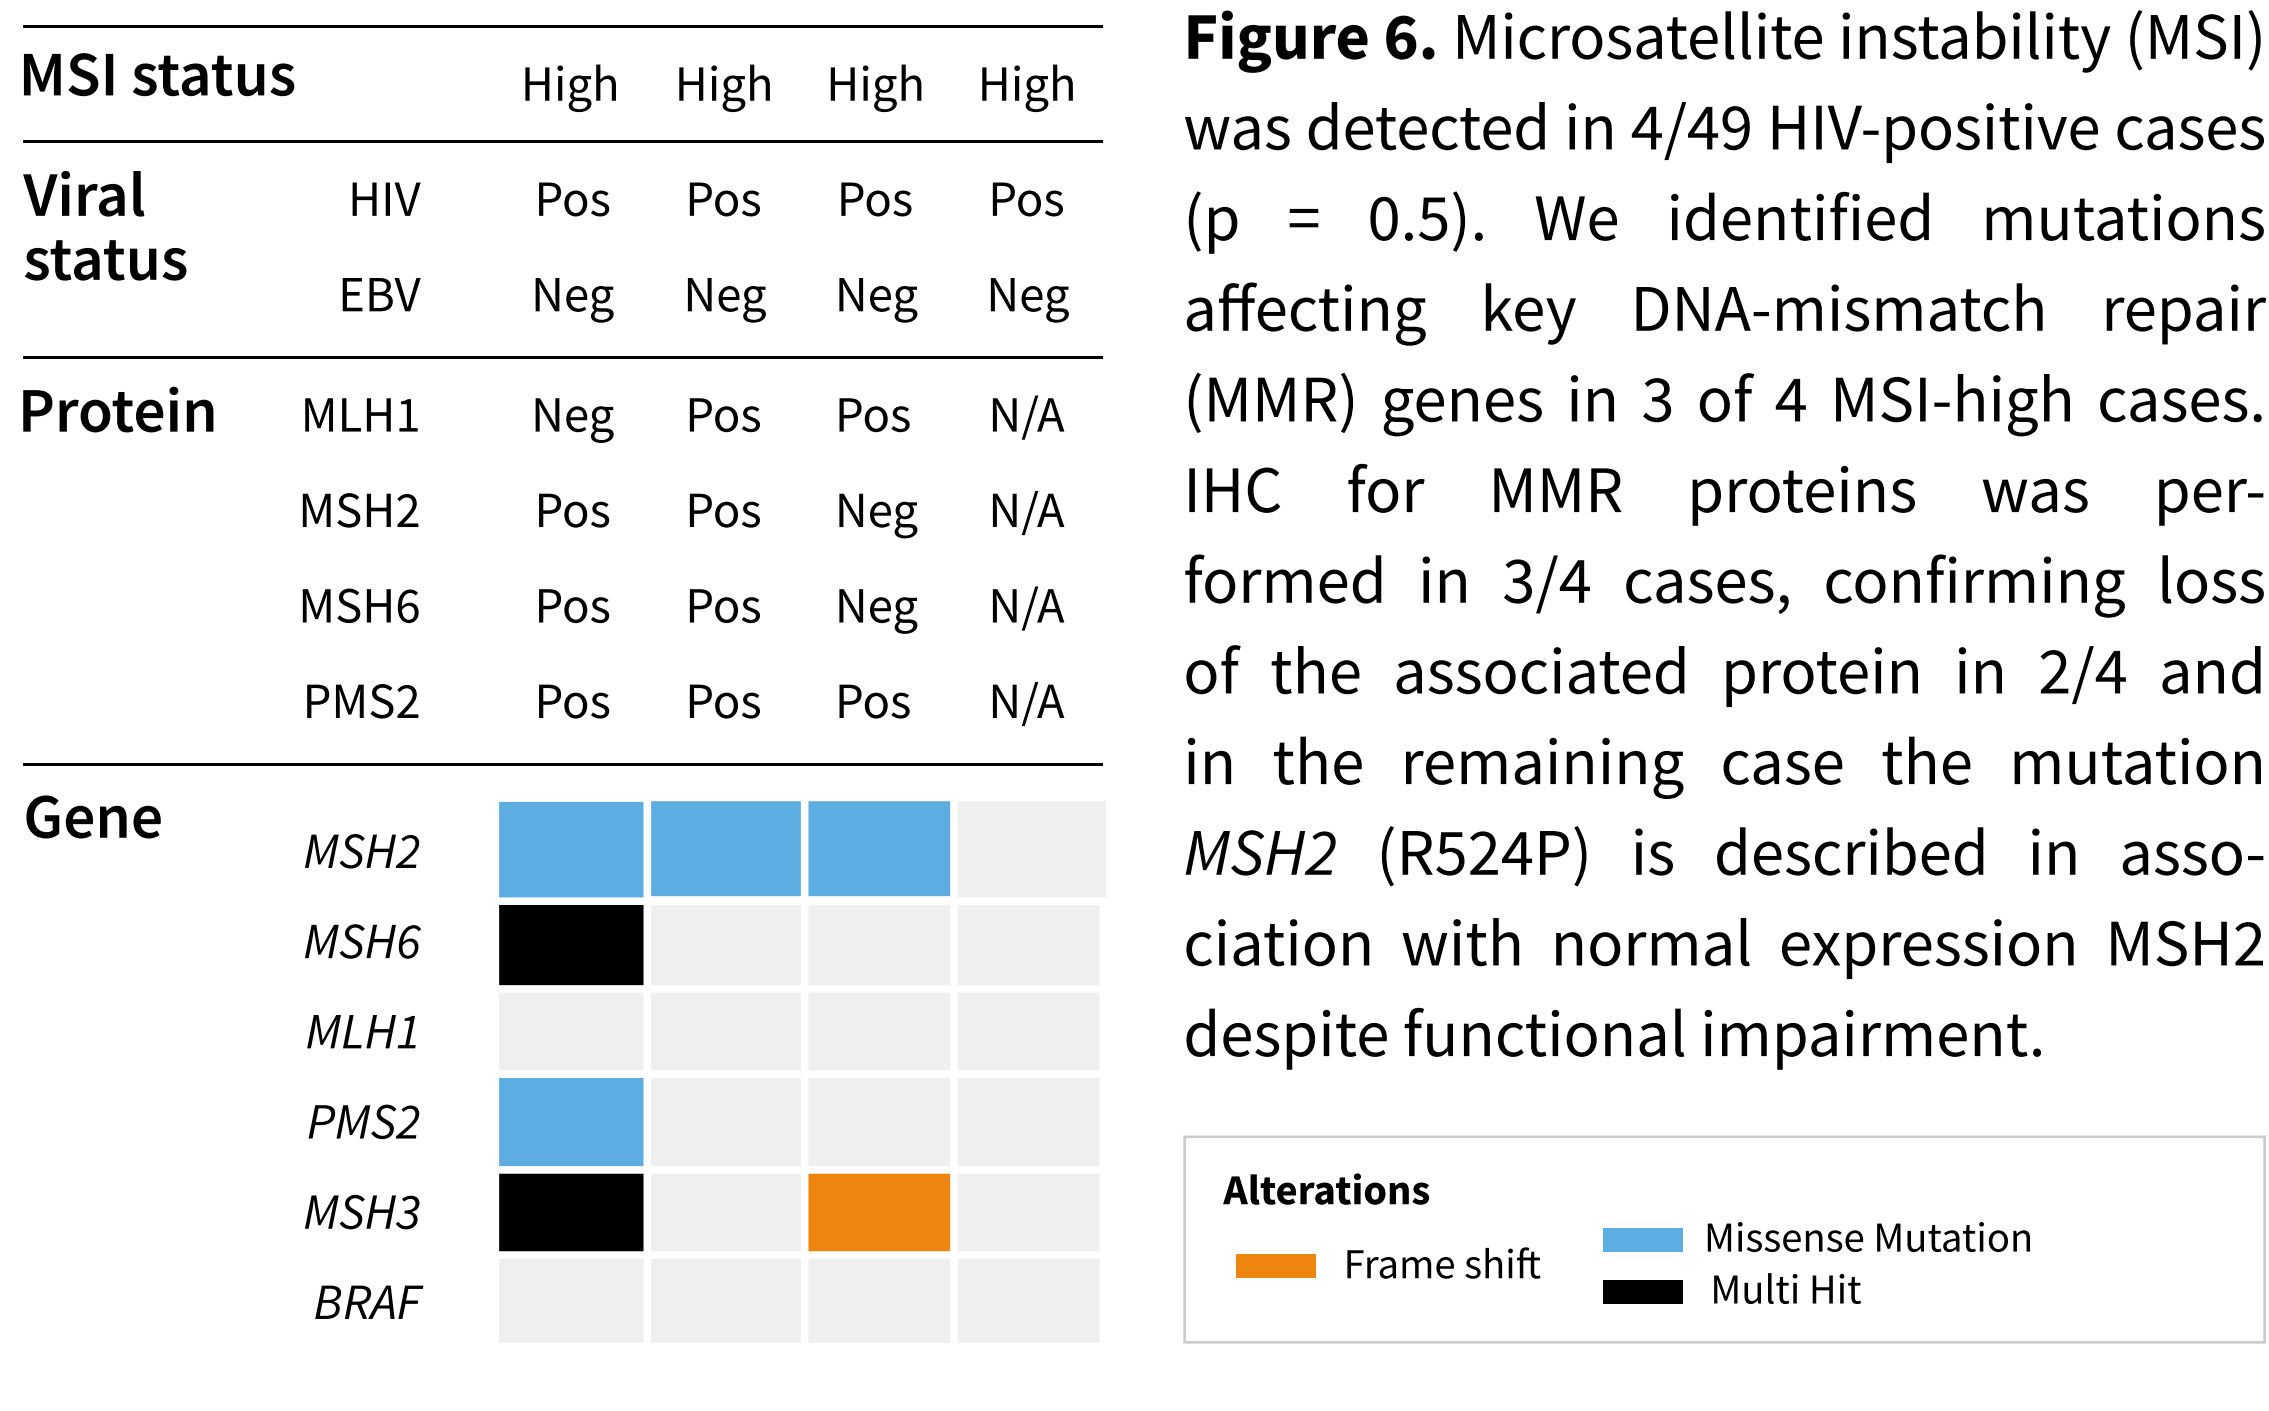 MSI status High High High High
Viral status HIV Pos Pos Pos Pos
EBV Neg Neg Neg Neg
Protein MLH1 Neg Pos Pos N/A
MSH2 Pos Pos Neg N/A
MSH6 Pos Pos Neg N/A
PMS2 Pos Pos Pos N/A
Gene
MSH2
MSH6
MLH1
PMS2
MSH3
BRAF
Figure 6. Microsatellite instability (MSI)
was detected in 4/49 HIV-positive cases
(p = 0.5). We identified mutations
affecting key DNA-mismatch repair
(MMR) genes in 3 of 4 MSI-high cases.
IHC for MMR proteins was per-
formed in 3/4 cases, confirming loss
of the associated protein in 2/4 and
in the remaining case the mutation
MSH2 (R524P) is described in asso-
ciation with normal expression MSH2
despite functional impairment.
Alterations
Frame shift
Missense Mutation
Multi Hit